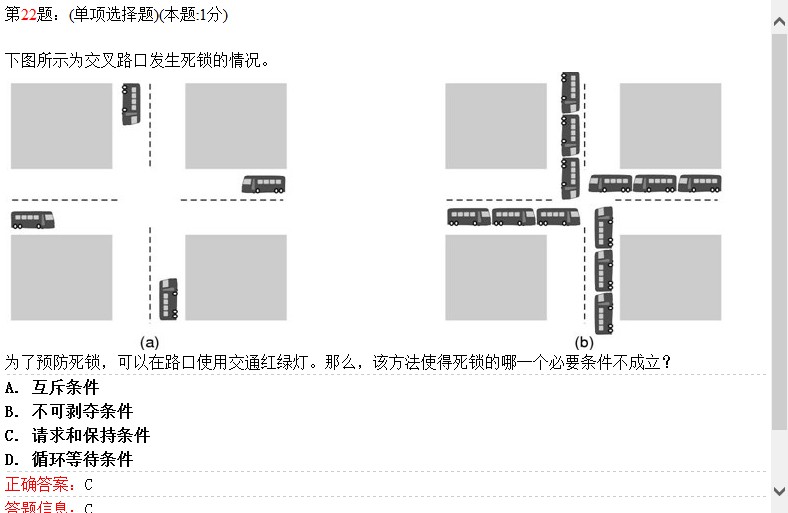 第22题：(单项选择题)(本题:1分)
下图所示为交叉路口发生死锁的情况。
(a) (b)
为了预防死锁，可以在路口使用交通红绿灯。那么，该方法使得死锁的哪一个必要条件不成立？
A. 互斥条件
B. 不可剥夺条件
C. 请求和保持条件
D. 循环等待条件
正确答案：C
答题信息：C